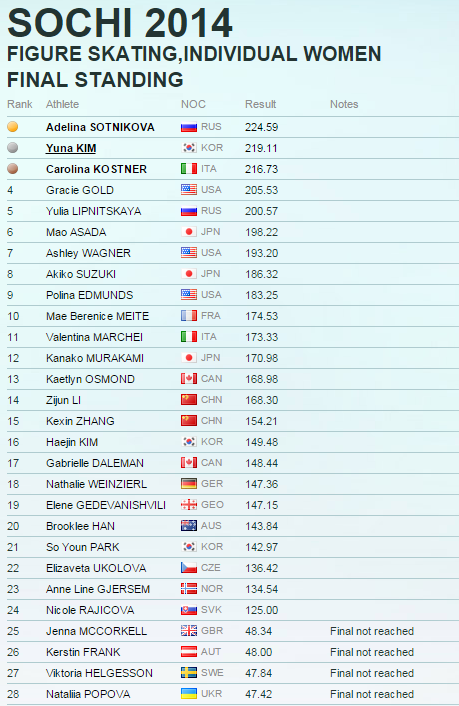 SOCHI 2014
FIGURE SKATING,INDIVIDUAL WOMEN
FINAL STANDING
Rank Athlete NOC Result Notes
Adelina SOTNIKOVA RUS 224.59
Yuna KIM KOR 219.11
Carolina KOSTNER ITA 216.73
4 Gracie GOLD USA 205.53
5 Yulia LIPNITSKAYA RUS 200.57
6 Mao ASADA JPN 198.22
7 Ashley WAGNER USA 193.20
8 Akiko SUZUKI JPN 186.32
9 Polina EDMUNDS USA 183.25
10 Mae Berenice MEITE FRA 174.53
11 Valentina MARCHEI ITA 173.33
12 Kanako MURAKAMI JPN 170.98
13 Kaetlyn OSMOND CAN 168.98
14 Zijun LI CHN 168.30
15 Kexin ZHANG CHN 154.21
16 Haejin KIM KOR 149.48
17 Gabrielle DALEMAN CAN 148.44
18 Nathalie WEINZIERL GER 147.36
19 Elene GEDEVANISHVILI GEO 147.15
20 Brooklee HAN AUS 143.84
21 So Youn PARK KOR 142.97
22 Elizaveta UKOLOVA CZE 136.42
23 Anne Line GJERSEM NOR 134.54
24 Nicole RAJICOVA SVK 125.00
25 Jenna MCCORKELL GBR 48.34 Final not reached
26 Kerstin FRANK AUT 48.00 Final not reached
27 Viktoria HELGESSON SWE 47.84 Final not reached
28 Nataliia POPOVA UKR 47.42 Final not reached